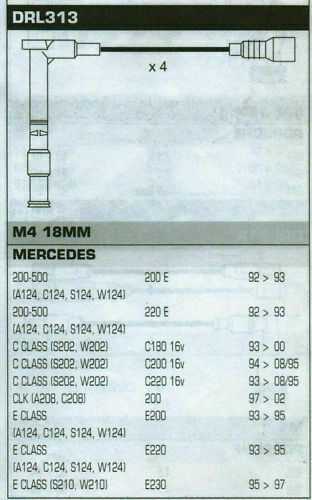 DRL313
x 4
M4 18MM
MERCEDES
200-500 200 E 92 > 93
(A124, C124, S124, W124)
200-500 220 E 92 > 93
(A124, C124, S124, W124)
C CLASS (S202, W202) C180 16v 93 > 00
C CLASS (S202, W202) C200 16v 94 > 08/95
C CLASS (S202, W202) C220 16v 93 > 08/95
CLK (A208, C208) 200 97 > 02
E CLASS E200 93 > 95
(A124, C124, S124, W124)
E CLASS E220 93 > 95
(A124, C124, S124, W124)
E CLASS (S210, W210) E230 95 > 97